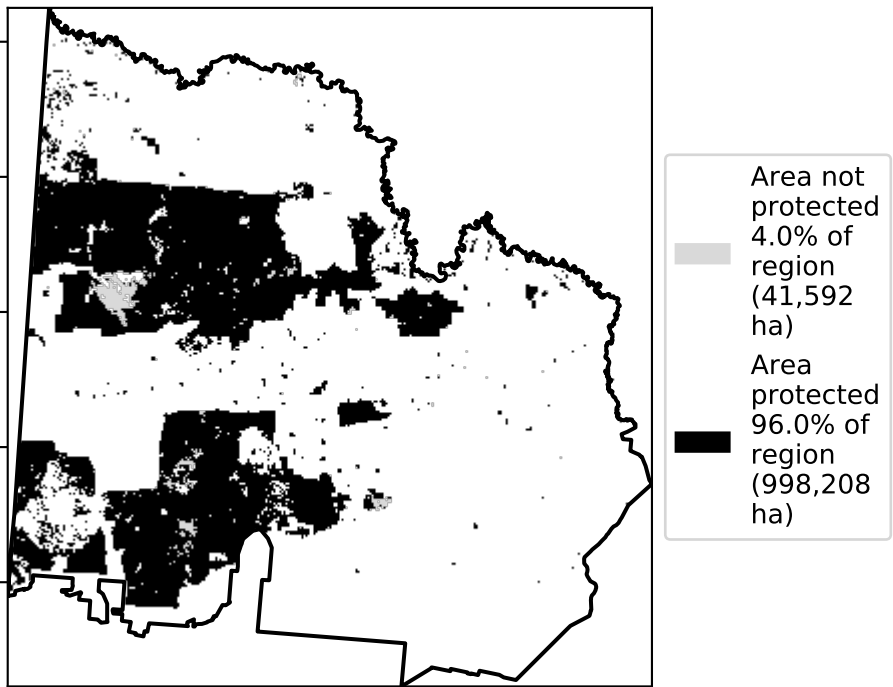 Area not
protected
4.0% of
region
(41,592
ha)
Area
protected
96.0% of
region
(998,208
ha)